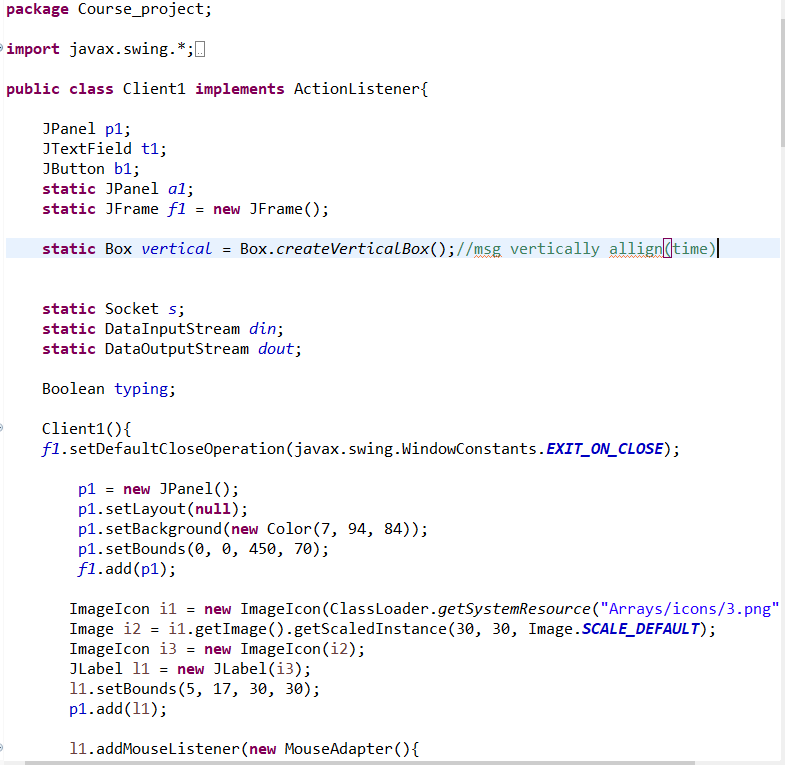 package Course_project;
import javax.swing.*;
public class Client1 implements ActionListener{
JPanel p1;
JTextField t1;
JButton b1;
static JPanel a1;
static JFrame f1 = new JFrame();
static Box vertical = Box.createVerticalBox();//msg vertically allign(time)
static Socket s;
static DataInputStream din;
static DataOutputStream dout;
Boolean typing;
Client1(){
f1.setDefaultCloseOperation(javax.swing.WindowConstants.EXIT_ON_CLOSE);
p1 = new JPanel();
p1.setLayout(null);
p1.setBackground(new Color(7, 94, 84));
p1.setBounds(0, 0, 450, 70);
f1.add(p1);
ImageIcon i1 = new ImageIcon(ClassLoader.getSystemResource("Arrays/icons/3.png"
Image i2 = i1.getImage().getScaledInstance(30, 30, Image.SCALE_DEFAULT);
ImageIcon i3 = new ImageIcon(i2);
JLabel l1 = new JLabel(i3);
l1.setBounds(5, 17, 30, 30);
p1.add(l1);
l1.addMouseListener(new MouseAdapter(){